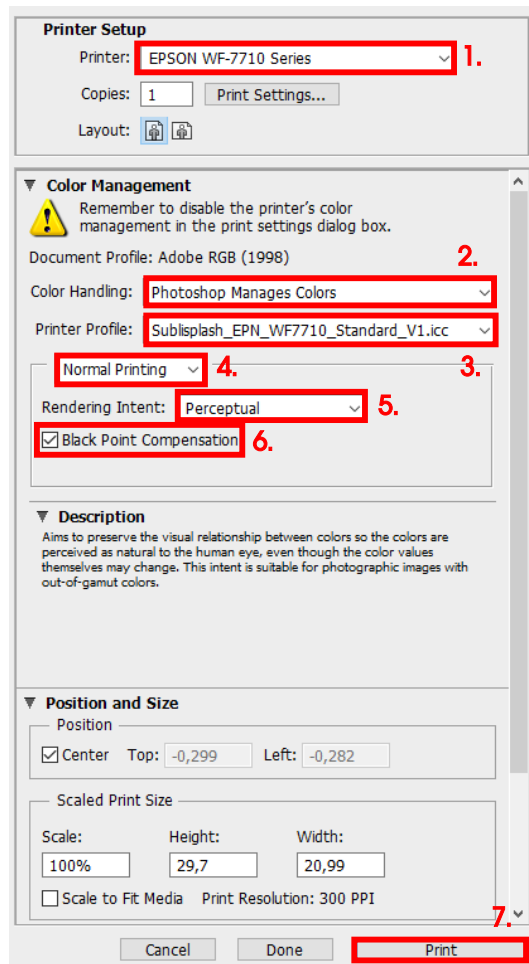 Printer Setup
Printer: EPSON WF-7710 Series 1.
Copies: 1 Print Settings...
Layout:
Color Management
Remember to disable the printer's color
management in the print settings dialog box.
Document Profile: Adobe RGB (1998) 2.
Color Handling: Photoshop Manages Colors
Printer Profile: Sublisplash_EPN_WF7710_Standard_V1.icc
Normal Printing 4. 3.
Rendering Intent: Perceptual 5.
Black Point Compensation 6.
Description
Aims to preserve the visual relationship between colors so the colors are
perceived as natural to the human eye, even though the color values
themselves may change. This intent is suitable for photographic images with
out-of-gamut colors.
Position and Size
Position
Center Top: -0,299 Left: -0,282
Scaled Print Size
Scale: Height: Width:
100% 29,7 20,99
Scale to Fit Media Print Resolution: 300 PPI
7.
Cancel Done Print